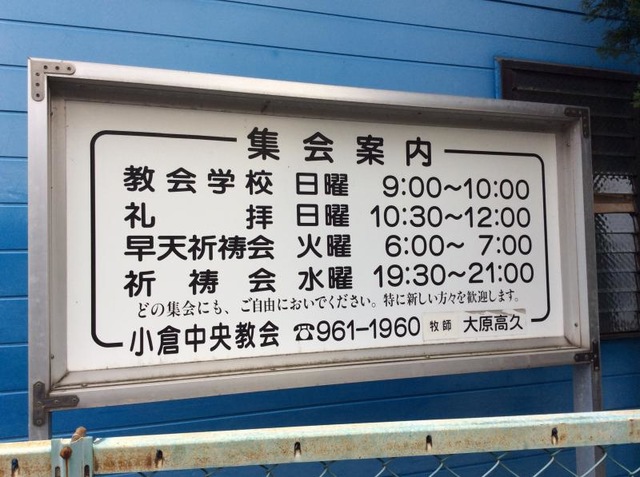 集会案内
教会学校 日曜 9:00～10:00
礼拝 日曜 10:30～12:00
早天祈祷会 火曜 6:00～ 7:00
祈祷会 水曜 19:30～21:00
どの集会にも、ご自由においでください。特に新しい方々を歓迎します。
小倉中央教会 ☎961-1960 牧師 大原高久